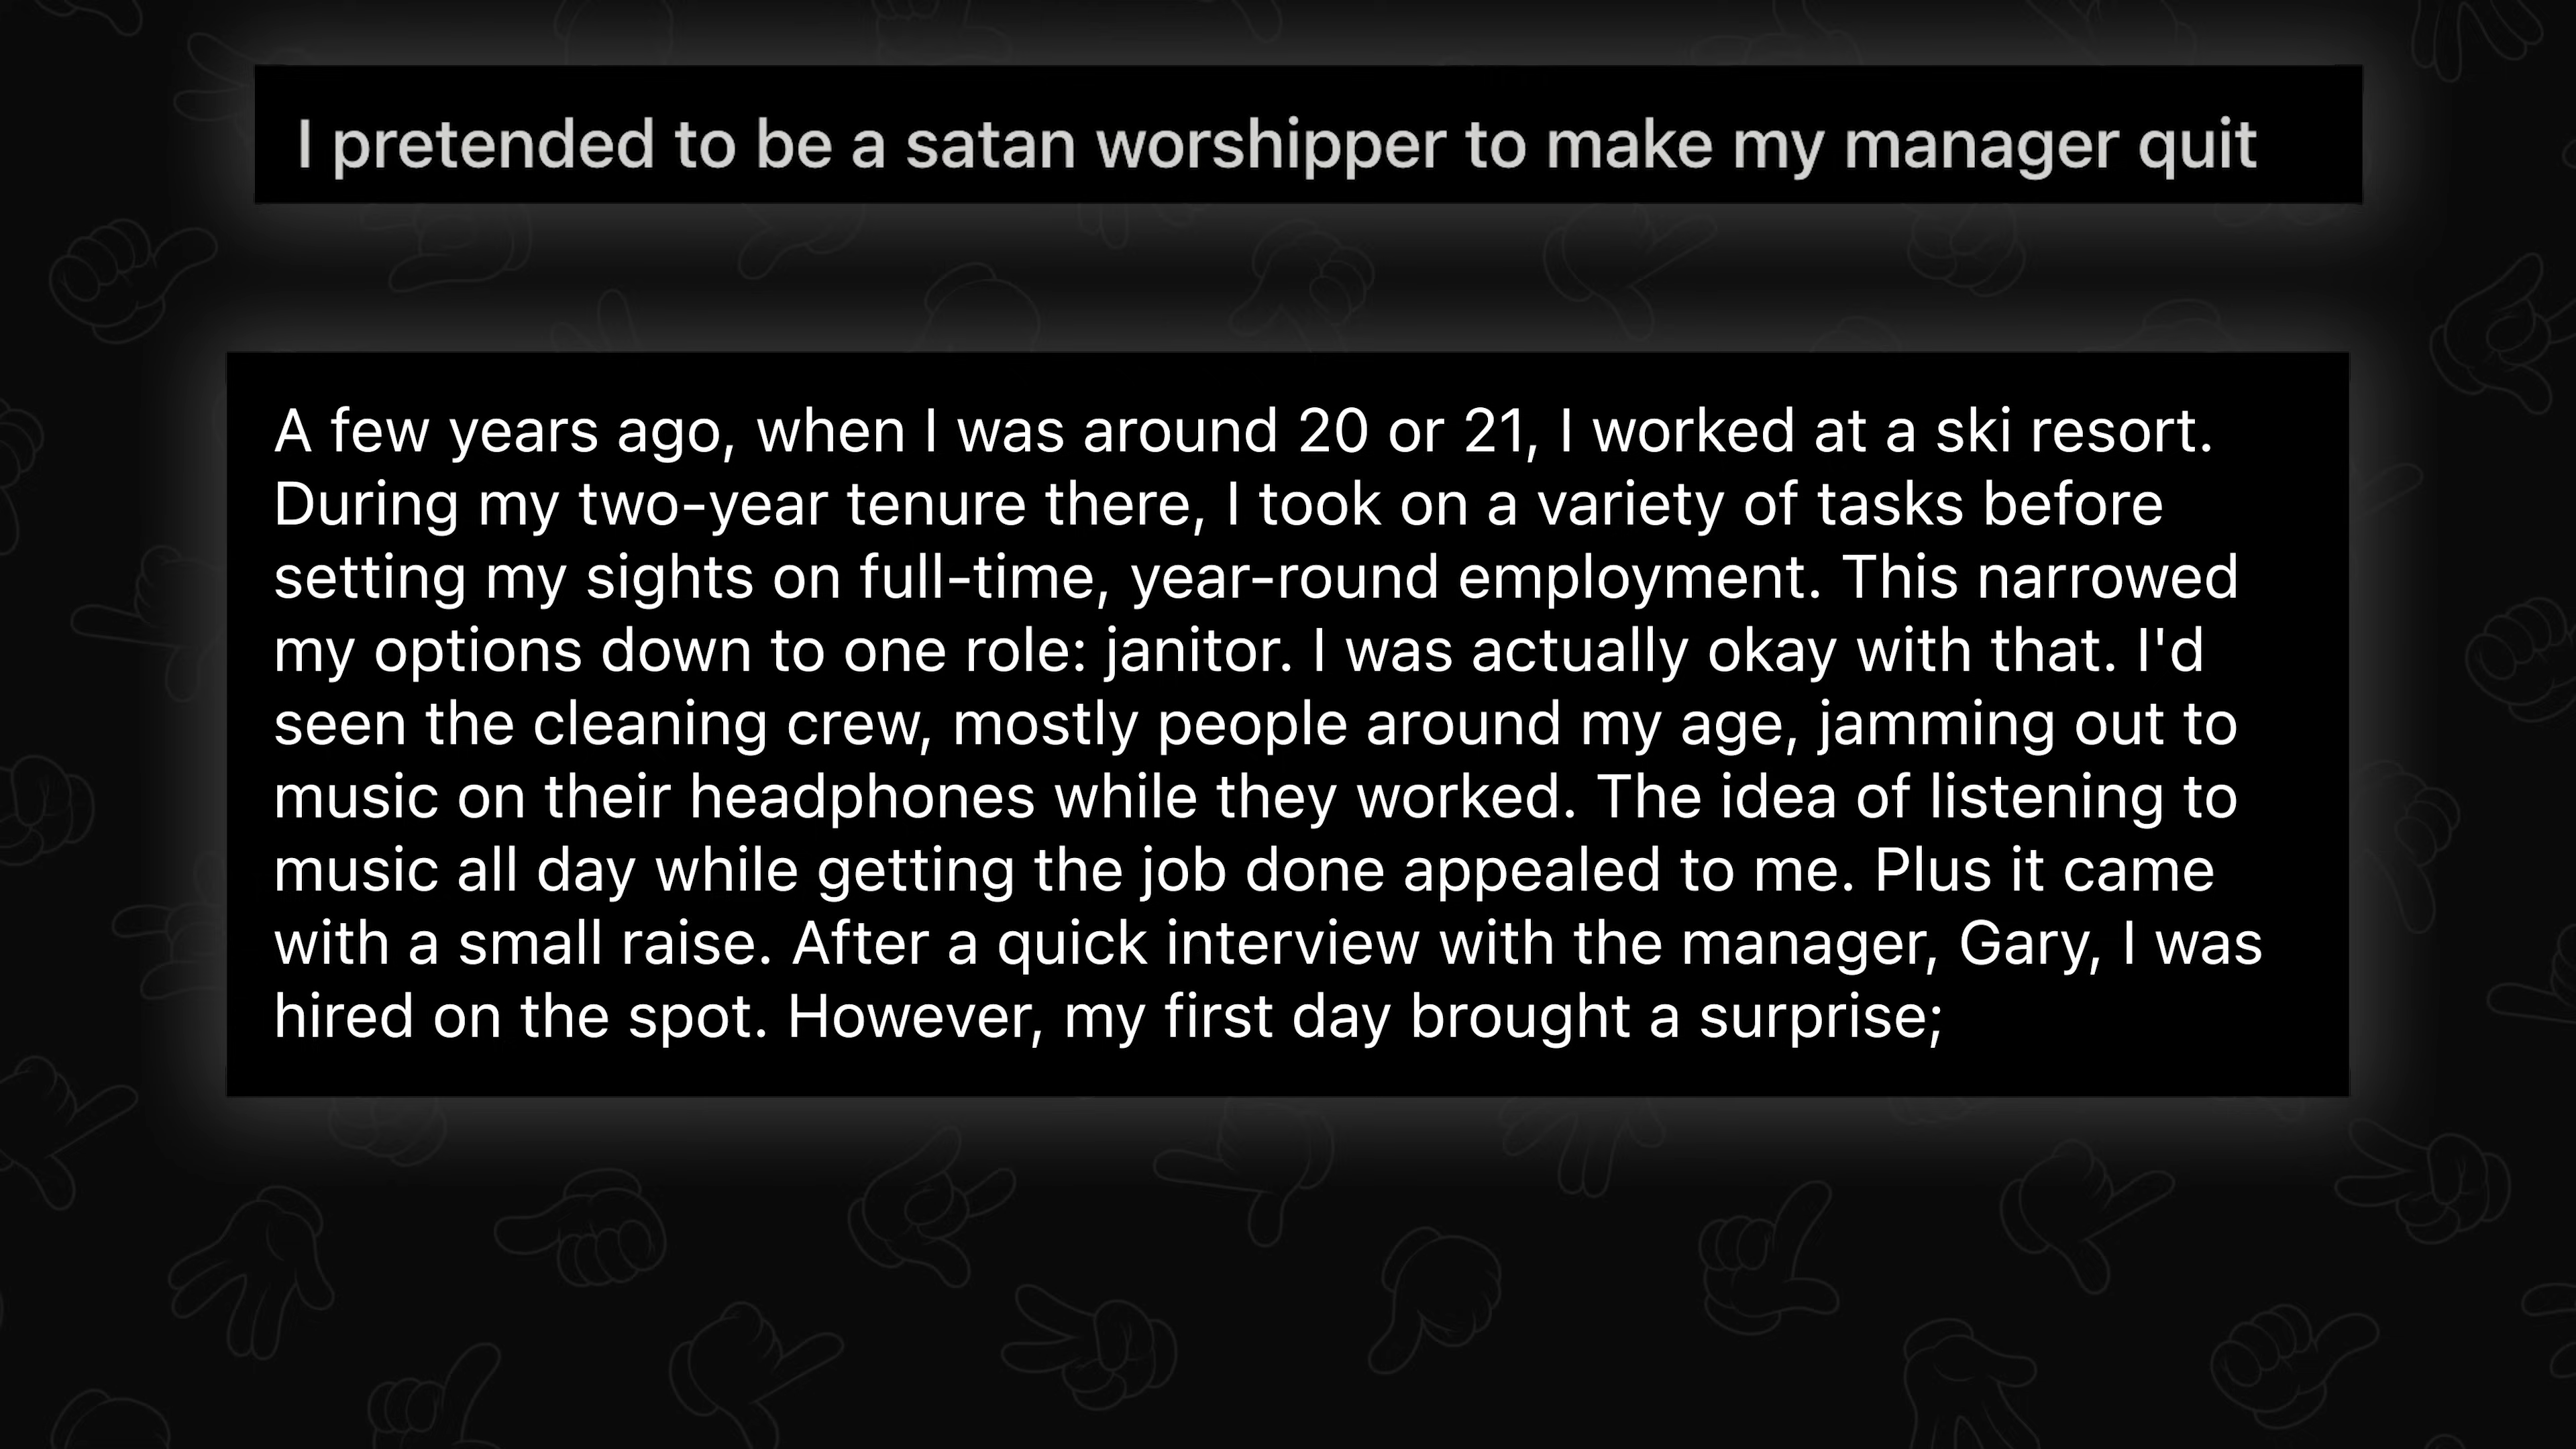 I pretended to be a satan worshipper to make my manager quit
A few years ago, when I was around 20 or 21, I worked at a ski resort.
During my two-year tenure there, I took on a variety of tasks before
setting my sights on full-time, year-round employment. This narrowed
my options down to one role: janitor. I was actually okay with that. I'd
seen the cleaning crew, mostly people around my age, jamming out to
music on their headphones while they worked. The idea of listening to
music all day while getting the job done appealed to me. Plus it came
with a small raise. After a quick interview with the manager, Gary, I was
hired on the spot. However, my first day brought a surprise;